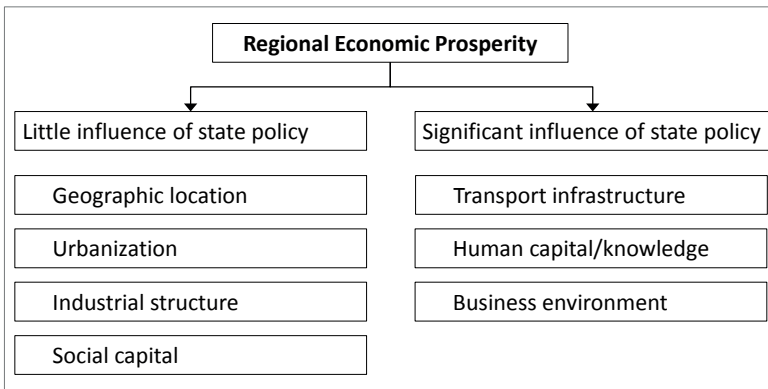 Regional Economic Prosperity
Little influence of state policy
Significant influence of state policy
Geographic location
Transport infrastructure
Urbanization
Human capital/knowledge
Industrial structure
Business environment
Social capital